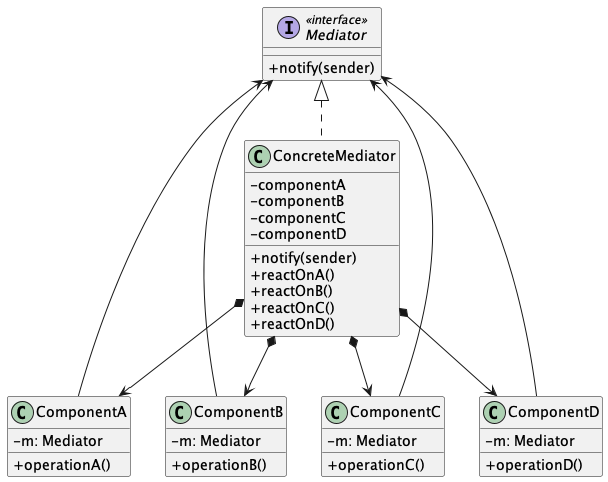 I
«interface»
Mediator
+notify(sender)
C ConcreteMediator
-componentA
-componentB
-componentC
-componentD
+notify(sender)
+reactOnA()
+reactOnB()
+reactOnC()
+reactOnD()
C ComponentA
-m: Mediator
+operationA()
C ComponentB
-m: Mediator
+operationB()
C ComponentC
-m: Mediator
+operationC()
C ComponentD
-m: Mediator
+operationD()